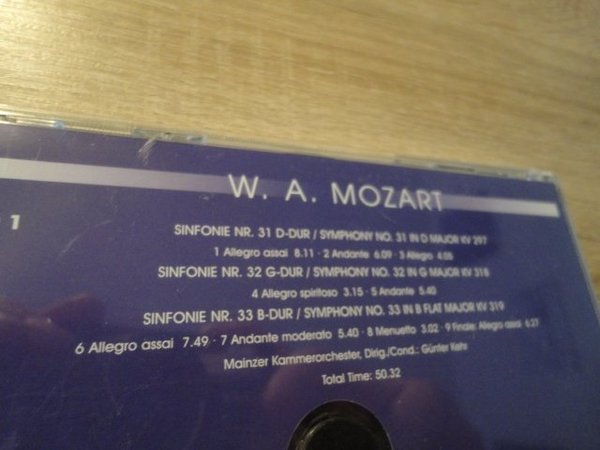 W. A. MOZART
1
SINFONIE NR. 31 D-DUR / SYMPHONY NO. 31 IN D MAJOR KV 297
1 Allegro assai 8.11 · 2 Andante 6.09 · 3 Allegro 4.05
SINFONIE NR. 32 G-DUR / SYMPHONY NO. 32 IN G MAJOR KV 318
4 Allegro spiritoso 3.15 · 5 Andante 5.40
SINFONIE NR. 33 B-DUR / SYMPHONY NO. 33 IN B FLAT MAJOR KV 319
6 Allegro assai 7.49 · 7 Andante moderato 5.40 · 8 Menuetto 3.02 · 9 Finale: Allegro assai 6.27
Mainzer Kammerorchester, Dirig./Cond.: Günter Kehr
Total Time: 50.32